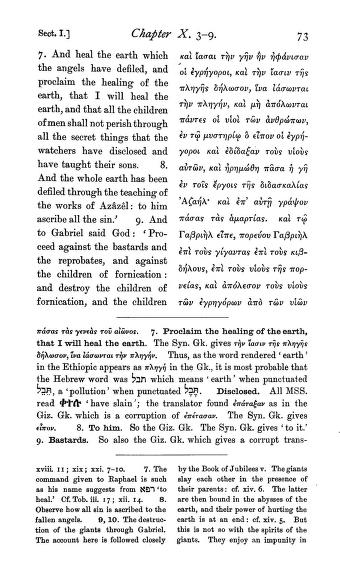 Sect. I.] Chapter X. 3-9. 73
7. And heal the earth which
the angels have defiled, and
proclaim the healing of the
earth, that I will heal the
earth, and that all the children
of men shall not perish through
all the secret things that the
watchers have disclosed and
have taught their sons. 8.
And the whole earth has been
defiled through the teaching of
the works of Azâzêl: to him
ascribe all the sin.' 9. And
to Gabriel said God: 'Pro-
ceed against the bastards and
the reprobates, and against
the children of fornication:
and destroy the children of
fornication, and the children
καὶ ἴασαι τὴν γῆν ἣν ἠφάνισαν
οἱ ἐγρήγοροι, καὶ τὴν ἴασιν τῆς
πληγῆς δήλωσον, ἵνα ἰάσωνται
τὴν πληγήν, καὶ μὴ ἀπόλωνται
πάντες οἱ υἱοὶ τῶν ἀνθρώπων,
ἐν τῷ μυστηρίῳ ὃ εἶπον οἱ ἐγρή-
γοροι καὶ ἐδίδαξαν τοὺς υἱοὺς
αὐτῶν, καὶ ἠρημώθη πᾶσα ἡ γῆ
ἐν τοῖς ἔργοις τῆς διδασκαλίας
Ἀζαήλ· καὶ ἐπ' αὐτῇ γράψον
πάσας τὰς ἁμαρτίας. καὶ τῷ
Γαβριὴλ εἶπε, πορεύου Γαβριὴλ
ἐπὶ τοὺς γίγαντας ἐπὶ τοὺς κιβ-
δήλους, ἐπὶ τοὺς υἱοὺς τῆς πορ-
νείας, καὶ ἀπόλεσον τοὺς υἱοὺς
τῶν ἐγρηγόρων ἀπὸ τῶν υἱῶν
πάσας τὰς γενεὰς τοῦ αἰῶνος. 7. Proclaim the healing of the earth,
that I will heal the earth. The Syn. Gk. gives τὴν ἴασιν τῆς πληγῆς
δήλωσον, ἵνα ἰάσωνται τὴν πληγήν. Thus, as the word rendered 'earth'
in the Ethiopic appears as πληγή in the Gk., it is most probable that
the Hebrew word was תבל which means 'earth' when punctuated
תֵּבֵל, a 'pollution' when punctuated תֶּבֶל. Disclosed. All MSS.
read ቀተሉ 'have slain'; the translator found ἐπάταξαν as in the
Giz. Gk. which is a corruption of ἐπέτασαν. The Syn. Gk. gives
εἶπον. 8. To him. So the Giz. Gk. The Syn. Gk. gives 'to it.'
9. Bastards. So also the Giz. Gk. which gives a corrupt trans-
xviii. 11; xix; xxi. 7-10. 7. The
command given to Raphael is such
as his name suggests from רפא 'to
heal.' Cf. Tob. iii. 17; xii. 14. 8.
Observe how all sin is ascribed to the
fallen angels. 9, 10. The destruc-
tion of the giants through Gabriel.
The account here is followed closely
by the Book of Jubilees v. The giants
slay each other in the presence of
their parents: cf. xiv. 6. The latter
are then bound in the abysses of the
earth, and their power of hurting the
earth is at end: cf. xiv. 5. But
this is not so with the spirits of the
giants. They enjoy an impunity in